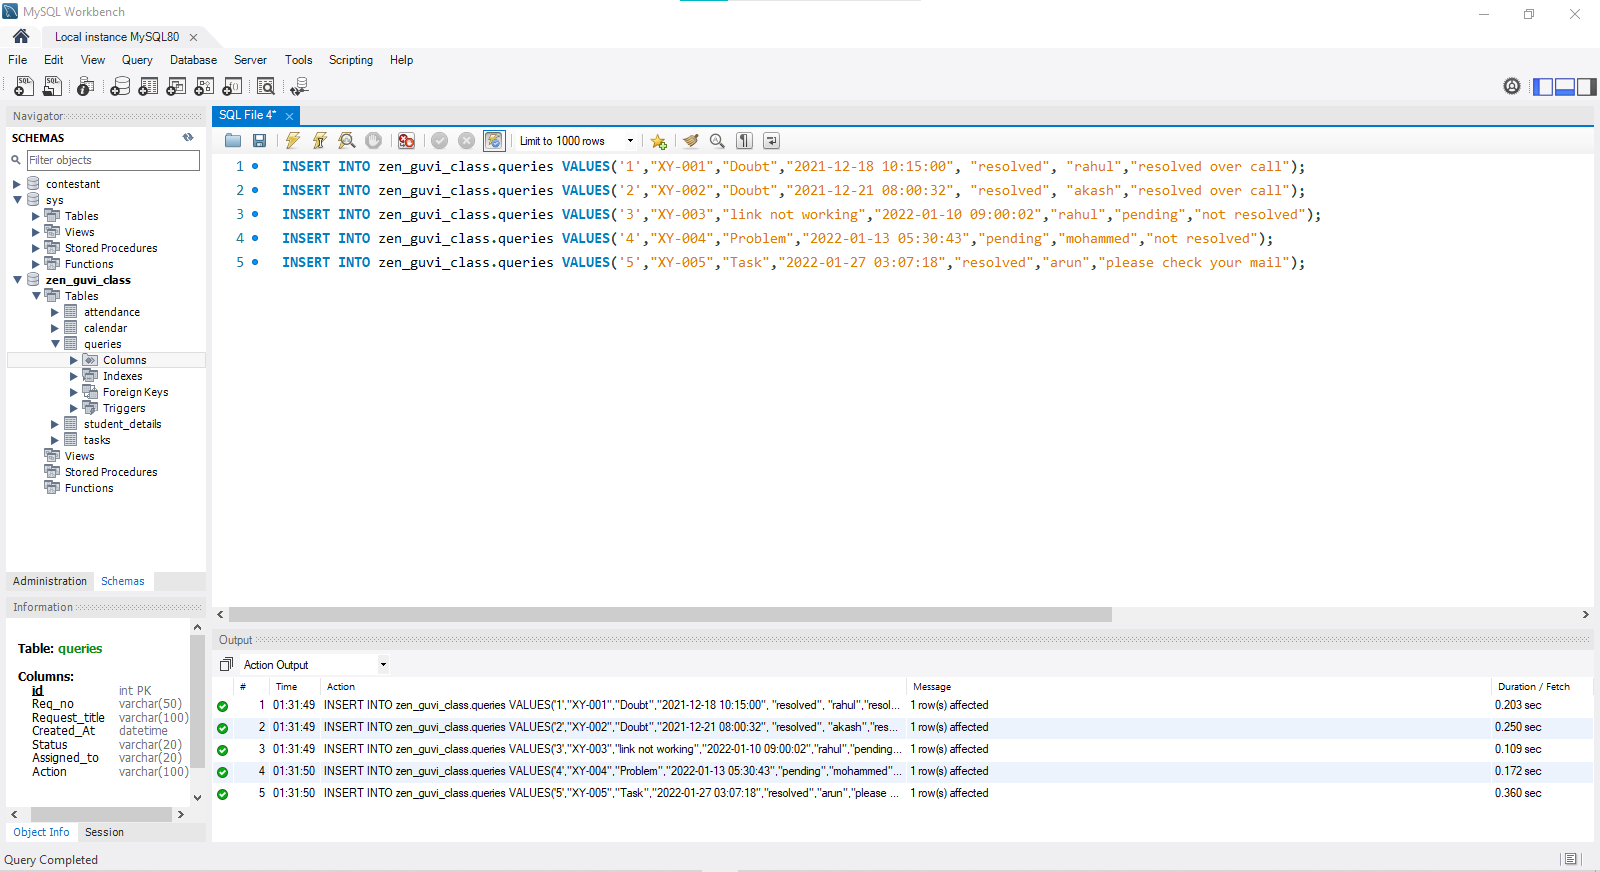 MySQL Workbench
Local instance MySQL80
File Edit View Query Database Server Tools Scripting Help
Navigator
SCHEMAS
Filter objects
contestant
sys
Tables
Views
Stored Procedures
Functions
zen_guvi_class
Tables
attendance
calendar
queries
Columns
Indexes
Foreign Keys
Triggers
student_details
tasks
Views
Stored Procedures
Functions
Administration Schemas
Information
Table: queries
Columns:
id int PK
Req_no varchar(50)
Request_title varchar(100)
Created_At datetime
Status varchar(20)
Assigned_to varchar(20)
Action varchar(100)
Object Info Session
SQL File 4*
Limit to 1000 rows
1 INSERT INTO zen_guvi_class.queries VALUES('1',"XY-001","Doubt","2021-12-18 10:15:00", "resolved", "rahul","resolved over call");
2 INSERT INTO zen_guvi_class.queries VALUES('2',"XY-002","Doubt","2021-12-21 08:00:32", "resolved", "akash","resolved over call");
3 INSERT INTO zen_guvi_class.queries VALUES('3',"XY-003","link not working","2022-01-10 09:00:02","rahul","pending","not resolved");
4 INSERT INTO zen_guvi_class.queries VALUES('4',"XY-004","Problem","2022-01-13 05:30:43","pending","mohammed","not resolved");
5 INSERT INTO zen_guvi_class.queries VALUES('5',"XY-005","Task","2022-01-27 03:07:18","resolved","arun","please check your mail");
Output
Action Output
# Time Action Message Duration / Fetch
1 01:31:49 INSERT INTO zen_guvi_class.queries VALUES('1',"XY-001","Doubt","2021-12-18 10:15:00", "resolved", "rahul","resol... 1 row(s) affected 0.203 sec
2 01:31:49 INSERT INTO zen_guvi_class.queries VALUES('2',"XY-002","Doubt","2021-12-21 08:00:32", "resolved", "akash","res... 1 row(s) affected 0.250 sec
3 01:31:49 INSERT INTO zen_guvi_class.queries VALUES('3',"XY-003","link not working","2022-01-10 09:00:02","rahul","pending... 1 row(s) affected 0.109 sec
4 01:31:50 INSERT INTO zen_guvi_class.queries VALUES('4',"XY-004","Problem","2022-01-13 05:30:43","pending","mohammed"... 1 row(s) affected 0.172 sec
5 01:31:50 INSERT INTO zen_guvi_class.queries VALUES('5',"XY-005","Task","2022-01-27 03:07:18","resolved","arun","please ... 1 row(s) affected 0.360 sec
Query Completed